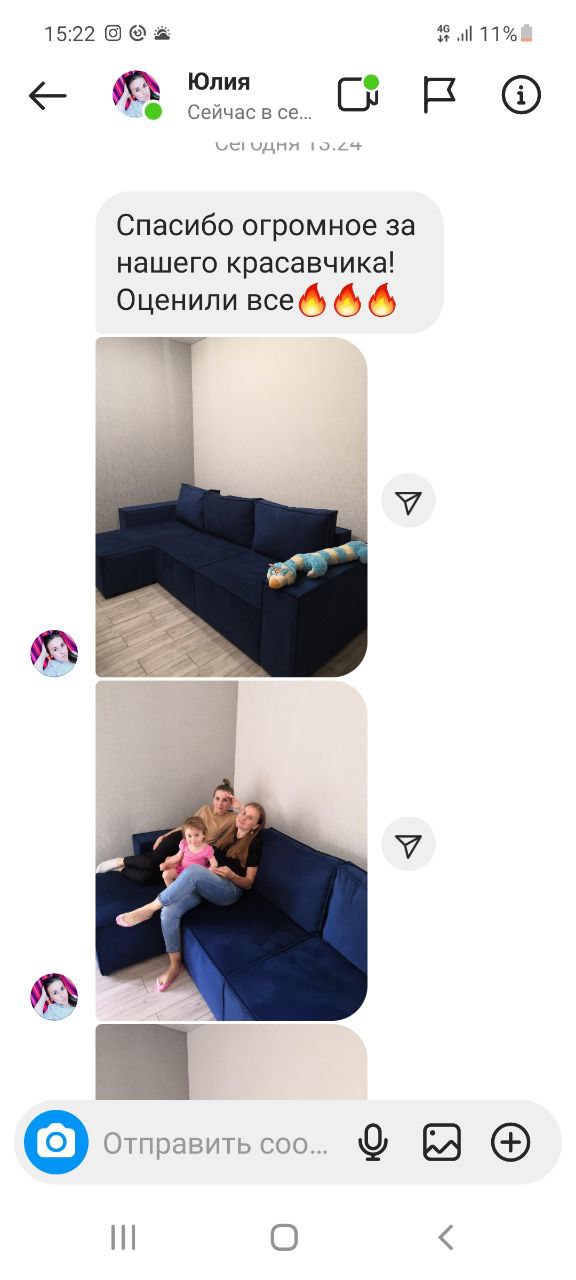 15:22
4G
11%
Юлия
Сейчас в се...
Сегодня 13:24
Спасибо огромное за
нашего красавчика!
Оценили все🔥🔥🔥
Отправить соо...